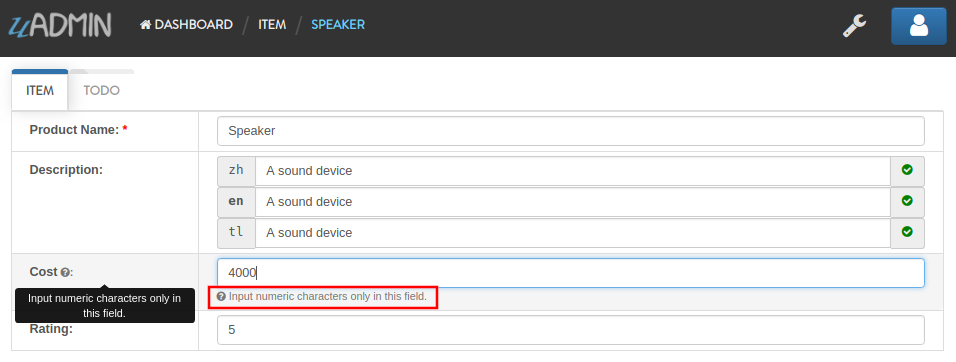 uADMIN DASHBOARD / ITEM / SPEAKER
ITEM TODO
Product Name: * Speaker
Description: zh A sound device
en A sound device
tl A sound device
Cost ?: 4000
? Input numeric characters only in this field.
Input numeric characters only in
this field.
Rating: 5